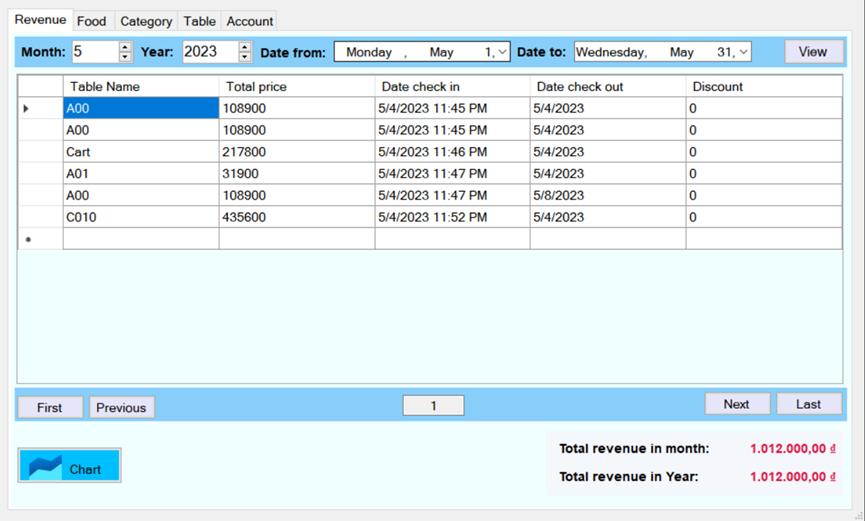 Revenue Food Category Table Account
Month: 5 Year: 2023 Date from: Monday , May 1, Date to: Wednesday, May 31, View
Table Name Total price Date check in Date check out Discount
A00 108900 5/4/2023 11:45 PM 5/4/2023 0
A00 108900 5/4/2023 11:45 PM 5/4/2023 0
Cart 217800 5/4/2023 11:46 PM 5/4/2023 0
A01 31900 5/4/2023 11:47 PM 5/4/2023 0
A00 108900 5/4/2023 11:47 PM 5/8/2023 0
C010 435600 5/4/2023 11:52 PM 5/4/2023 0
First Previous 1 Next Last
Chart
Total revenue in month: 1.012.000,00 ₫
Total revenue in Year: 1.012.000,00 ₫